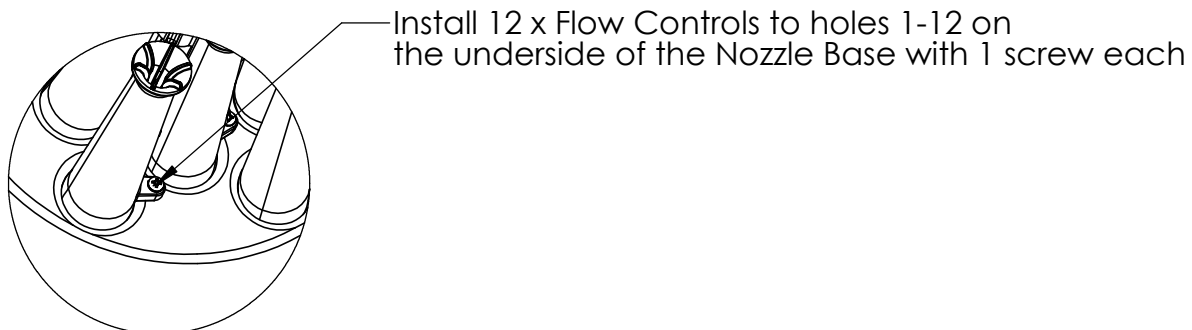 Install 12 x Flow Controls to holes 1-12 on
the underside of the Nozzle Base with 1 screw each